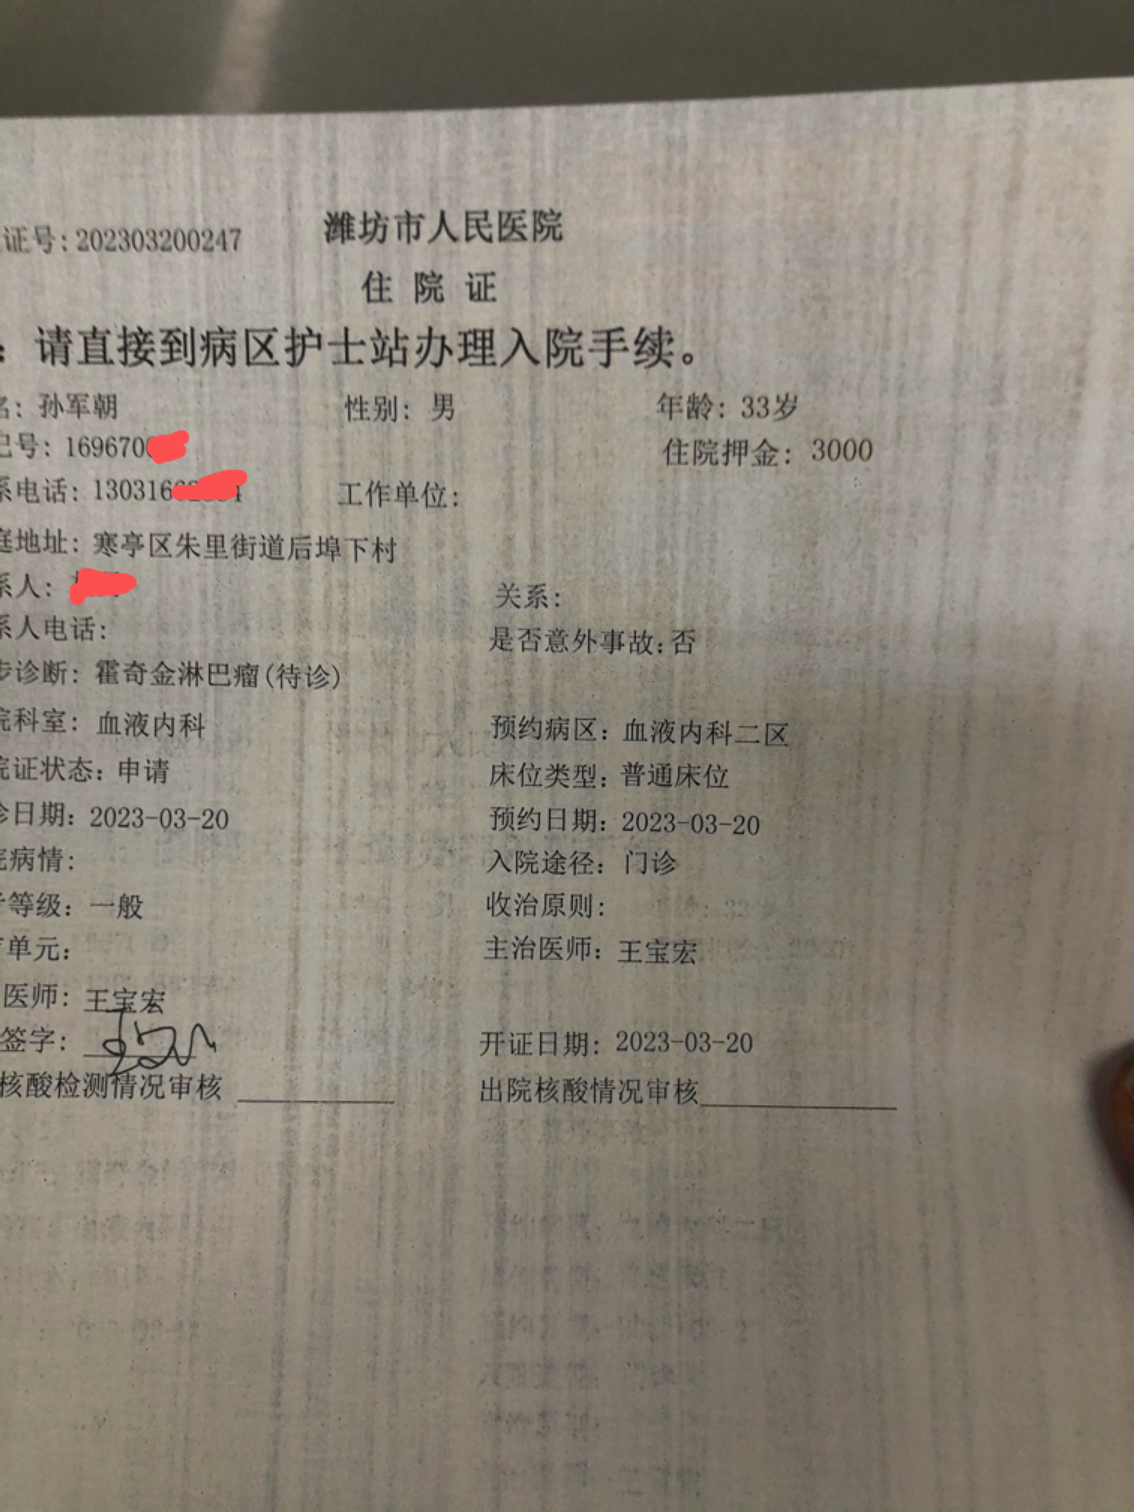 证号:202303200247
潍坊市人民医院
住院证
：请直接到病区护士站办理入院手续。
名: 孙军朝 性别: 男 年龄: 33岁
记号: 169670 住院押金: 3000
系电话: 130316 工作单位:
庭地址: 寒亭区朱里街道后埠下村
系人: 关系:
系人电话: 是否意外事故: 否
步诊断: 霍奇金淋巴瘤(待诊)
院科室: 血液内科 预约病区: 血液内科二区
院证状态: 申请 床位类型: 普通床位
诊日期: 2023-03-20 预约日期: 2023-03-20
院病情: 入院途径: 门诊
等级: 一般 收治原则:
单元: 主治医师: 王宝宏
医师: 王宝宏
签字: 开证日期: 2023-03-20
核酸检测情况审核 出院核酸情况审核